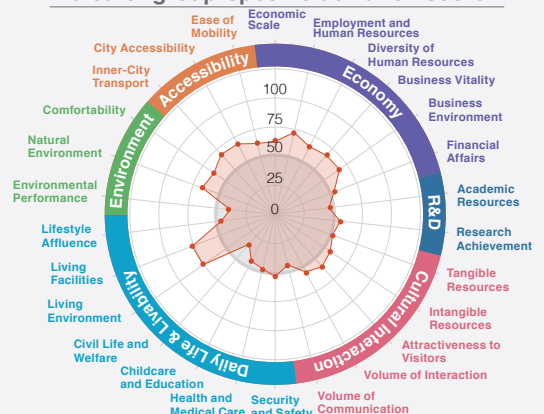 Economic
Scale
Employment and
Human Resources
Diversity of
Human Resources
Business Vitality
Business
Environment
Financial
Affairs
Academic
Resources
Research
Achievement
Tangible
Resources
Intangible
Resources
Attractiveness to
Visitors
Volume of Interaction
Volume of
Communication
Security
and Safety
Health and
Medical Care
Childcare
and Education
Civil Life and
Welfare
Living
Environment
Living
Facilities
Lifestyle
Affluence
Environmental
Performance
Natural
Environment
Comfortability
Inner-City
Transport
City Accessibility
Ease of
Mobility
Accessibility
Economy
R&D
Cultural Interaction
Daily Life & Livability
Environment
100
75
50
25
0